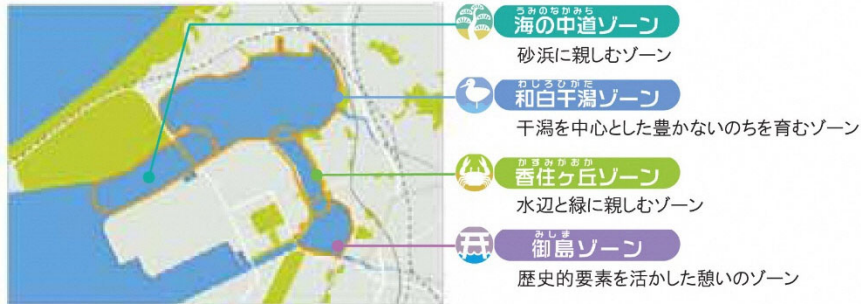 うみのなかみち
海の中道ゾーン
砂浜に親しむゾーン
わじろひがた
和白干潟ゾーン
干潟を中心とした豊かないのちを育むゾーン
かすみがおか
香住ヶ丘ゾーン
水辺と緑に親しむゾーン
みしま
御島ゾーン
歴史的要素を活かした憩いのゾーン